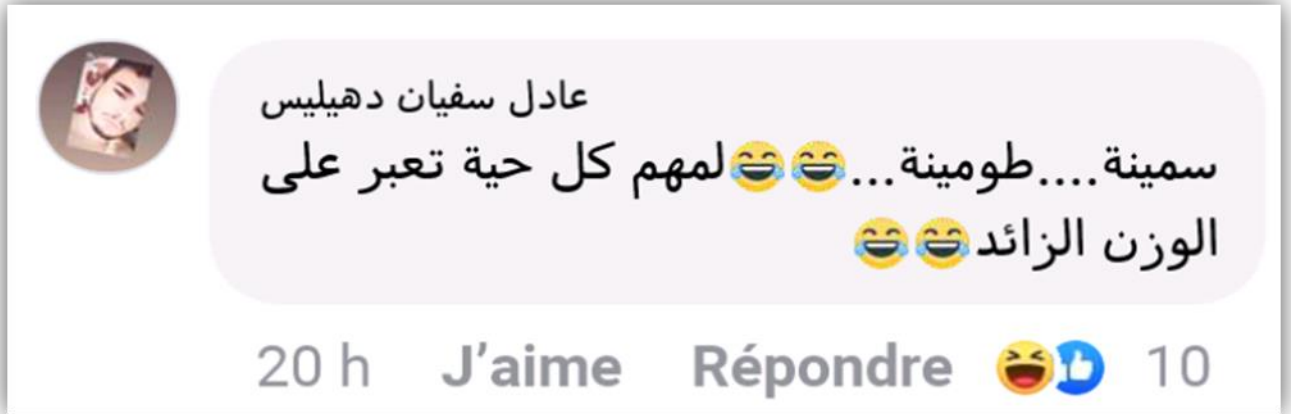 عادل سفيان دهيليس
سمينة....طومينة...😂😂لمهم كل حية تعبر على
الوزن الزائد😂😂
20 h J’aime Répondre 10